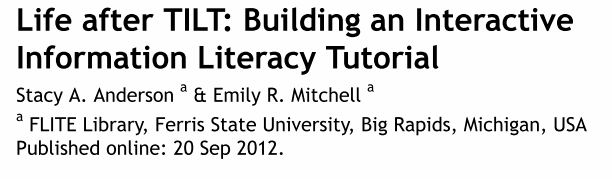 Life after TILT: Building an Interactive
Information Literacy Tutorial
Stacy A. Anderson a & Emily R. Mitchell a
a FLITE Library, Ferris State University, Big Rapids, Michigan, USA
Published online: 20 Sep 2012.